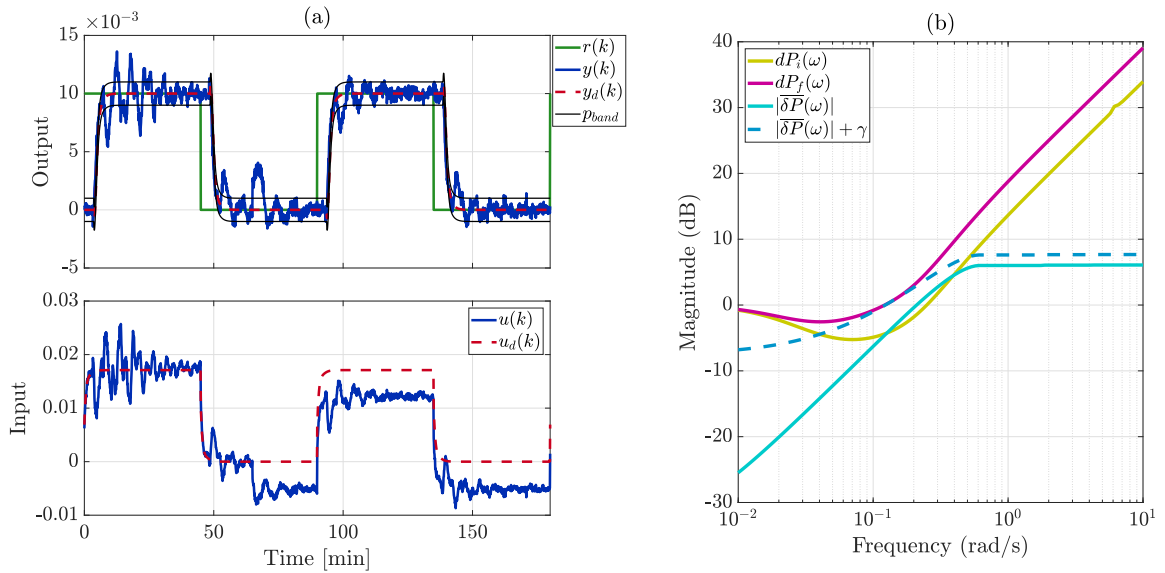 (a)
×10⁻³
15
10
5
0
-5
Output
r(k)
y(k)
y_d(k)
p_band
0.03
0.02
0.01
0
-0.01
Input
u(k)
u_d(k)
0
50
100
150
Time [min]
(b)
40
30
20
10
0
-10
-20
-30
Magnitude (dB)
dP_i(ω)
dP_f(ω)
|δP̅(ω)|
|δP̅(ω)| + γ
10⁻²
10⁻¹
10⁰
10¹
Frequency (rad/s)